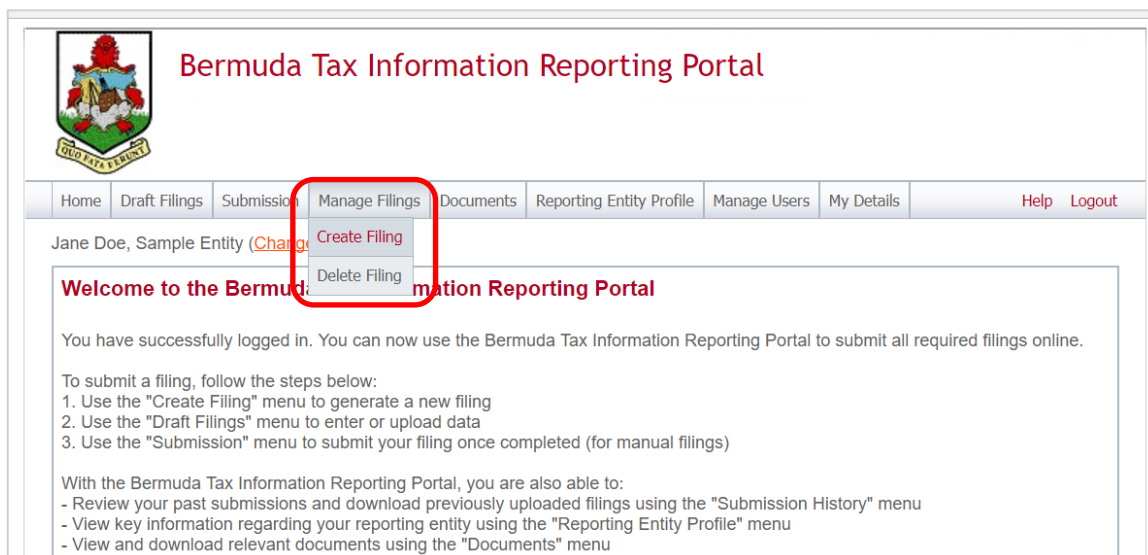 Bermuda Tax Information Reporting Portal
QUO FATA FERUNT
Home Draft Filings Submission Manage Filings Documents Reporting Entity Profile Manage Users My Details Help Logout
Jane Doe, Sample Entity (Chang
Create Filing
Delete Filing
Welcome to the Bermuda mation Reporting Portal
You have successfully logged in. You can now use the Bermuda Tax Information Reporting Portal to submit all required filings online.
To submit a filing, follow the steps below:
1. Use the "Create Filing" menu to generate a new filing
2. Use the "Draft Filings" menu to enter or upload data
3. Use the "Submission" menu to submit your filing once completed (for manual filings)
With the Bermuda Tax Information Reporting Portal, you are also able to:
- Review your past submissions and download previously uploaded filings using the "Submission History" menu
- View key information regarding your reporting entity using the "Reporting Entity Profile" menu
- View and download relevant documents using the "Documents" menu